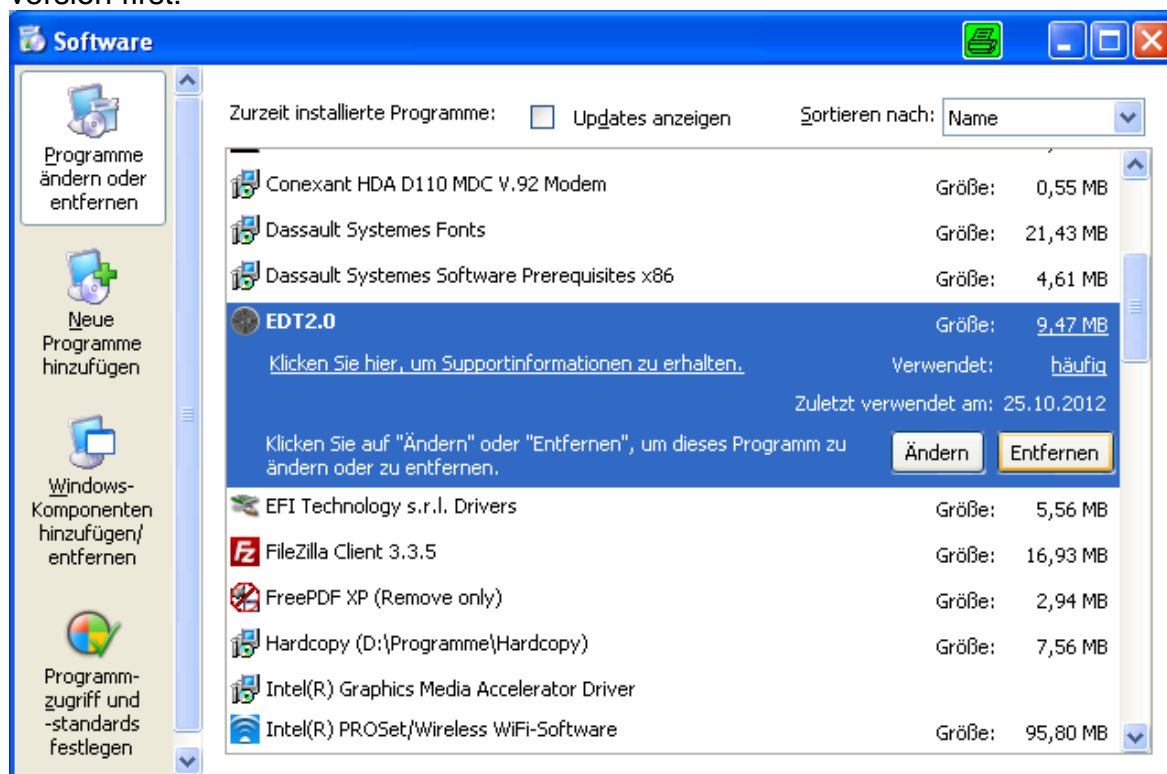 version first.
Software
Programme
ändern oder
entfernen
Neue
Programme
hinzufügen
Windows-
Komponenten
hinzufügen/
entfernen
Programm-
zugriff und
-standards
festlegen
Zurzeit installierte Programme: Updates anzeigen Sortieren nach: Name
Conexant HDA D110 MDC V.92 Modem Größe: 0,55 MB
Dassault Systemes Fonts Größe: 21,43 MB
Dassault Systemes Software Prerequisites x86 Größe: 4,61 MB
EDT2.0 Größe: 9,47 MB
Klicken Sie hier, um Supportinformationen zu erhalten. Verwendet: häufig
Zuletzt verwendet am: 25.10.2012
Klicken Sie auf "Ändern" oder "Entfernen", um dieses Programm zu
ändern oder zu entfernen. Ändern Entfernen
EFI Technology s.r.l. Drivers Größe: 5,56 MB
FileZilla Client 3.3.5 Größe: 16,93 MB
FreePDF XP (Remove only) Größe: 2,94 MB
Hardcopy (D:\Programme\Hardcopy) Größe: 7,56 MB
Intel(R) Graphics Media Accelerator Driver
Intel(R) PROSet/Wireless WiFi-Software Größe: 95,80 MB